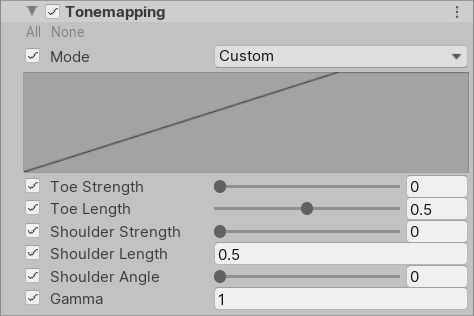 Tonemapping
All None
Mode Custom
Toe Strength 0
Toe Length 0.5
Shoulder Strength 0
Shoulder Length 0.5
Shoulder Angle 0
Gamma 1